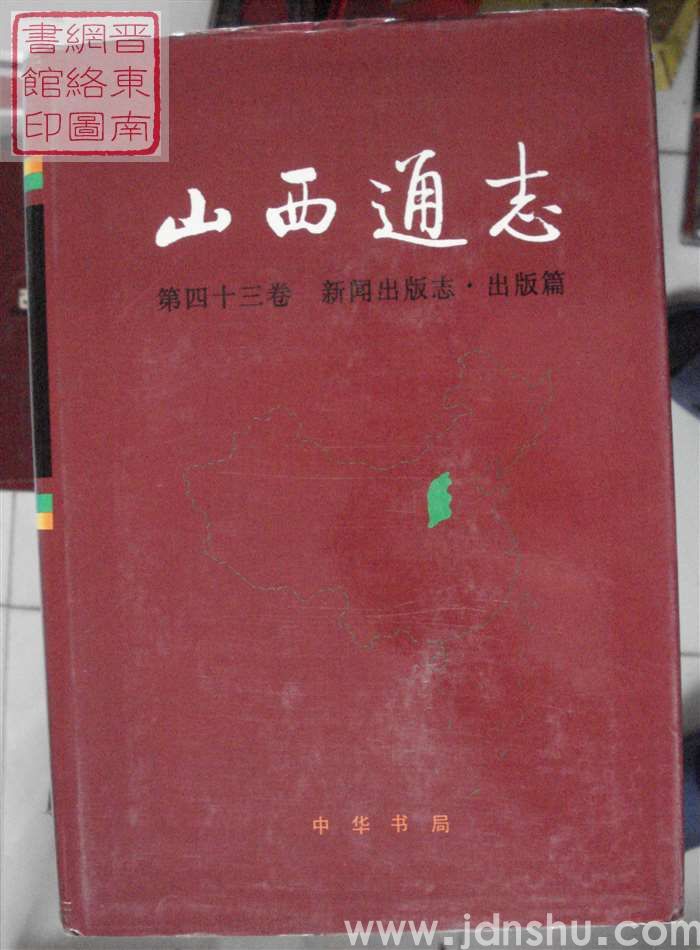 晋東南
網絡圖
書館印
山西通志
第四十三卷 新闻出版志·出版篇
中华书局
www.jdnshu.com